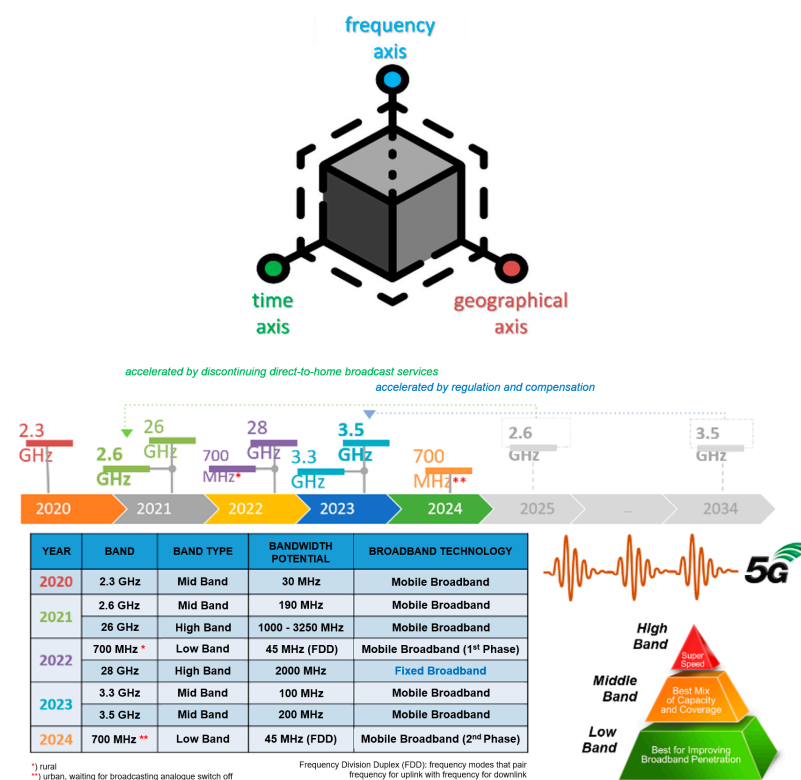 frequency
axis
time
axis
geographical
axis
accelerated by discontinuing direct-to-home broadcast services
accelerated by regulation and compensation
2.3
GHz
2.6
GHz
26
GHz
700
MHz*
28
GHz
3.3
GHz
3.5
GHz
700
MHz**
2.6
GHz
3.5
GHz
2020 2021 2022 2023 2024 2025 ... 2034
YEAR BAND BAND TYPE BANDWIDTH POTENTIAL BROADBAND TECHNOLOGY
2020 2.3 GHz Mid Band 30 MHz Mobile Broadband
2021 2.6 GHz Mid Band 190 MHz Mobile Broadband
26 GHz High Band 1000 - 3250 MHz Mobile Broadband
2022 700 MHz * Low Band 45 MHz (FDD) Mobile Broadband (1st Phase)
28 GHz High Band 2000 MHz Fixed Broadband
2023 3.3 GHz Mid Band 100 MHz Mobile Broadband
3.5 GHz Mid Band 200 MHz Mobile Broadband
2024 700 MHz ** Low Band 45 MHz (FDD) Mobile Broadband (2nd Phase)
*) rural
**) urban, waiting for broadcasting analogue switch off
Frequency Division Duplex (FDD): frequency modes that pair
frequency for uplink with frequency for downlink
5G
High
Band
Super
Speed
Middle
Band
Best Mix
of Capacity
and Coverage
Low
Band
Best for Improving
Broadband Penetration